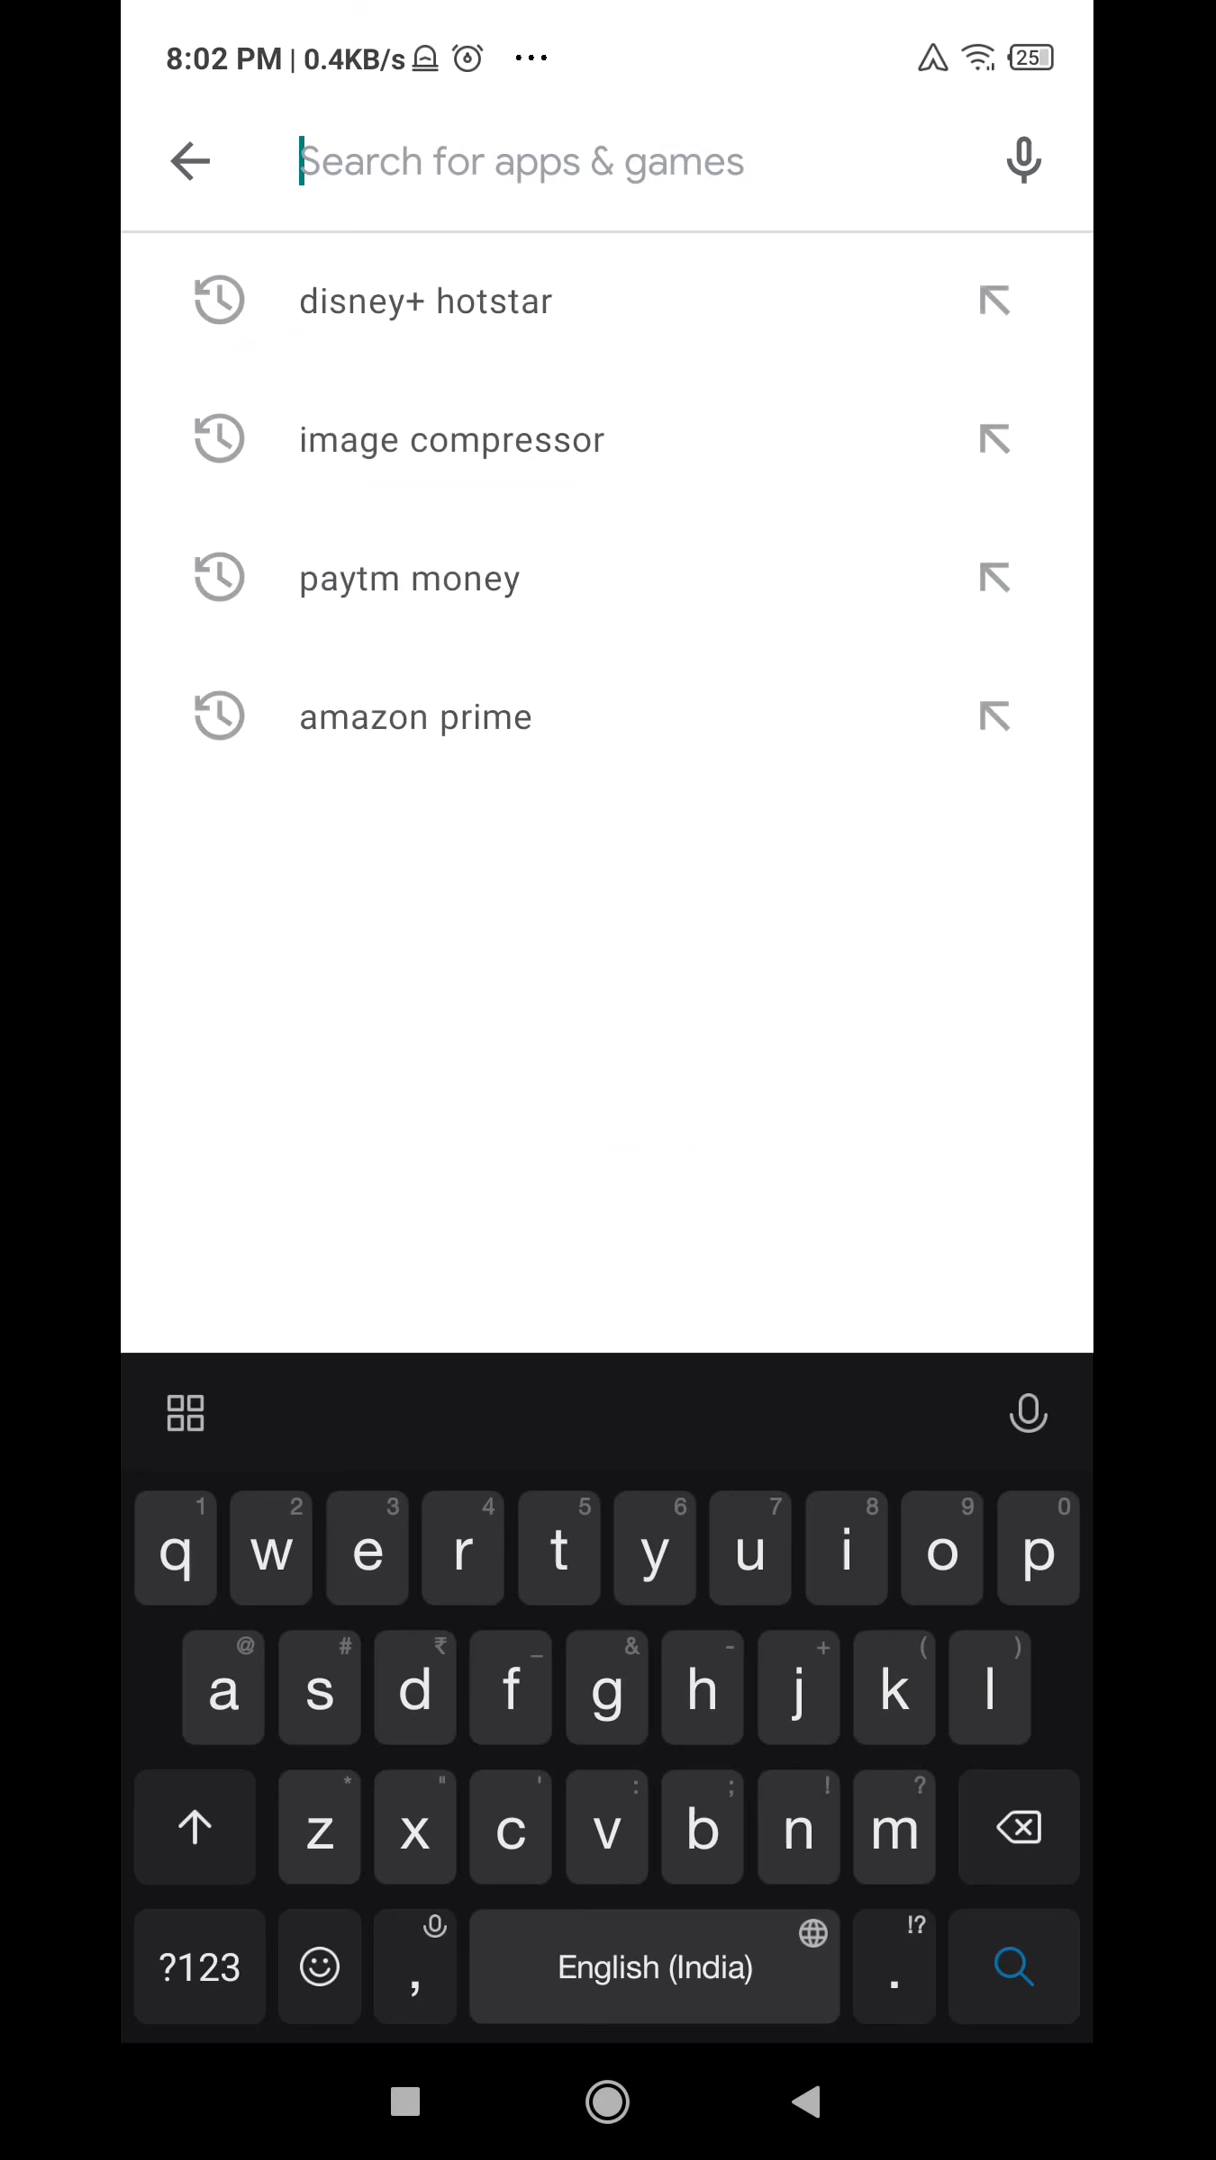 8:02 PM | 0.4KB/s ... 25
Search for apps & games
disney+ hotstar
image compressor
paytm money
amazon prime
1 2 3 4 5 6 7 8 9 0
q w e r t y u i o p
@ # ₹ _ & - + ( )
a s d f g h j k l
* " ' : ; ! ?
z x c v b n m
!?
?123 , English (India) .